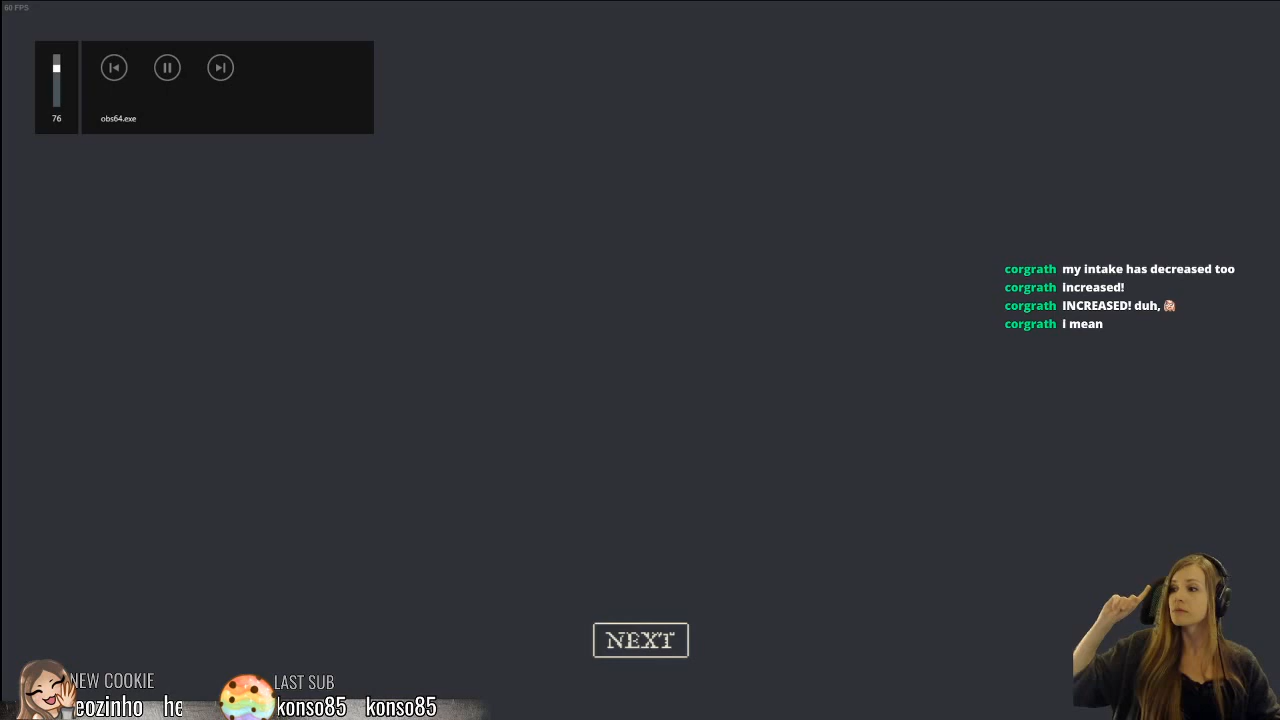 60 FPS
76
obs64.exe
corgrath my intake has decreased too
corgrath Increased!
corgrath INCREASED! duh,
corgrath I mean
NEXT
NEW COOKIE
eozinho he
LAST SUB
konso85 konso85